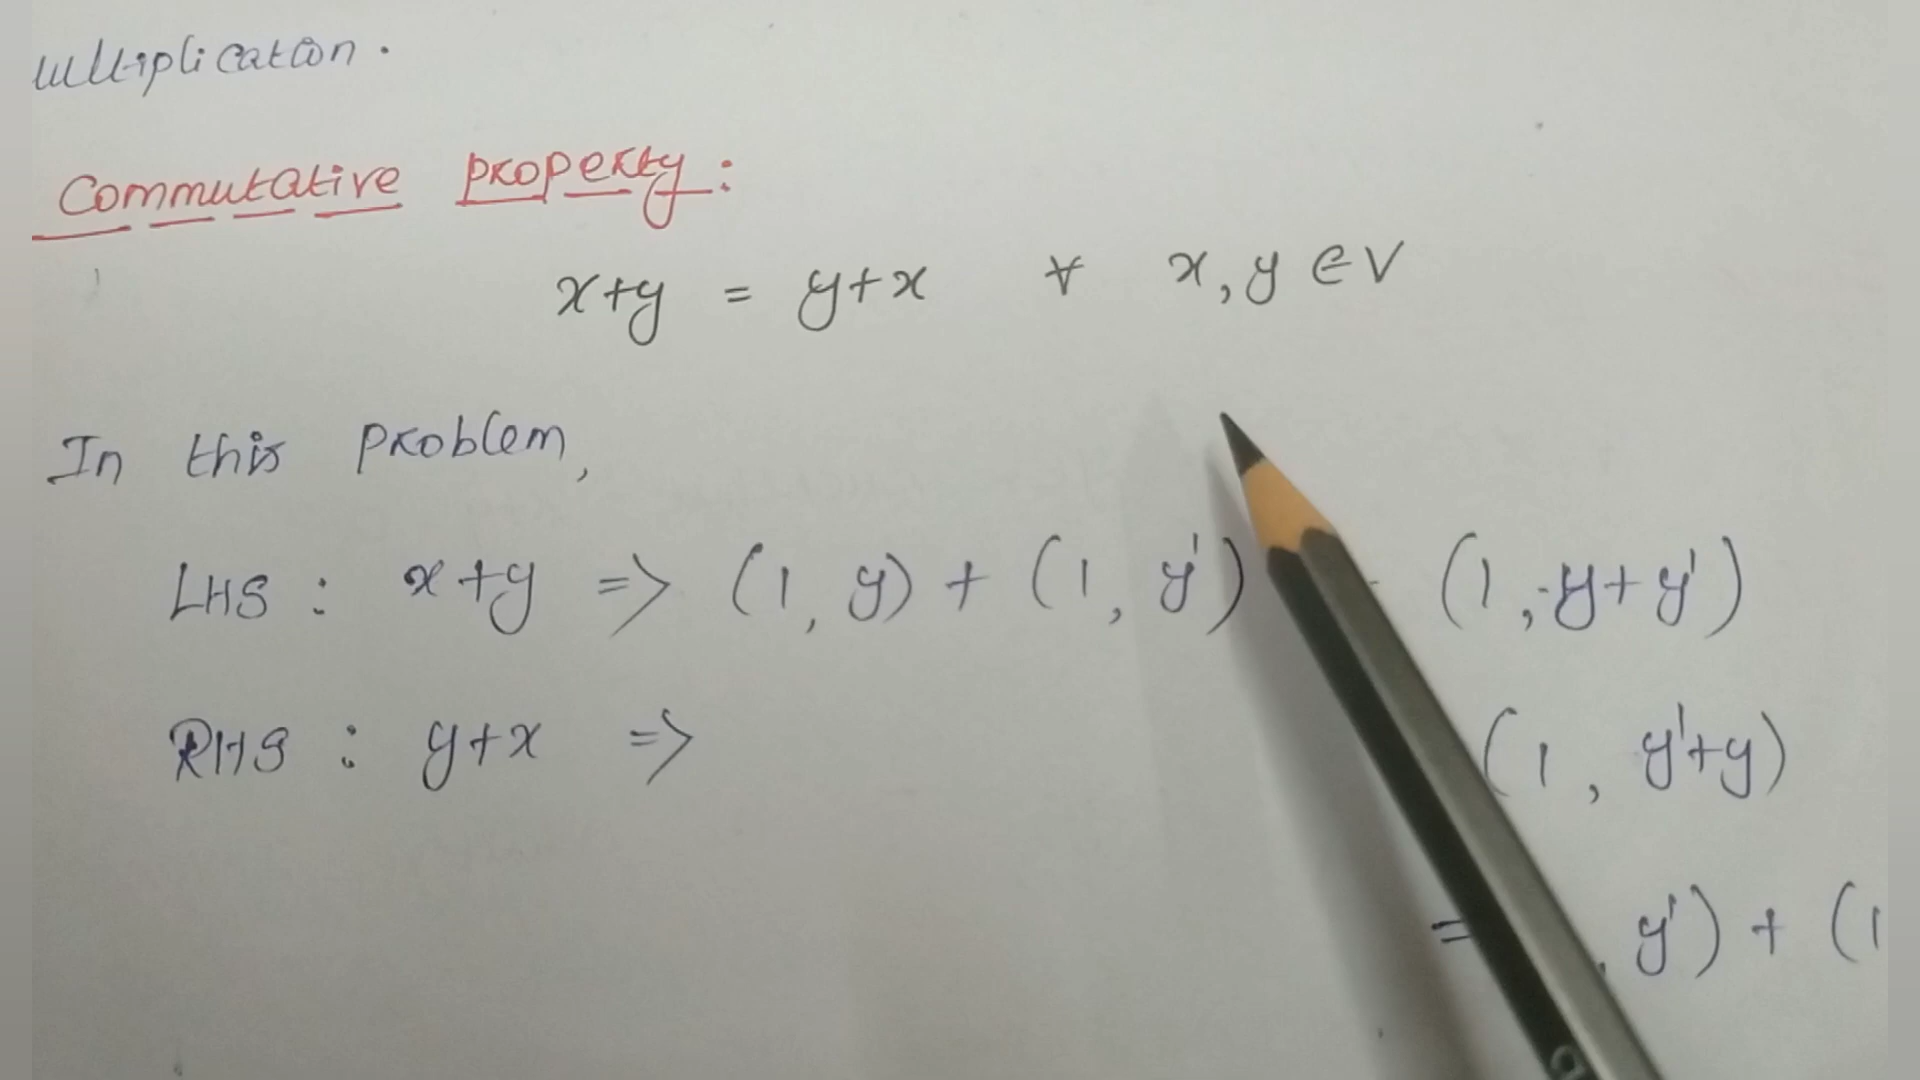 ultiplication.
Commutative property:
x+y = y+x ∀ x, y ∈ V
In this problem,
LHS : x+y => (1, y) + (1, y') (1, y+y')
RHS : y+x => (1, y'+y)
= , y') + (1